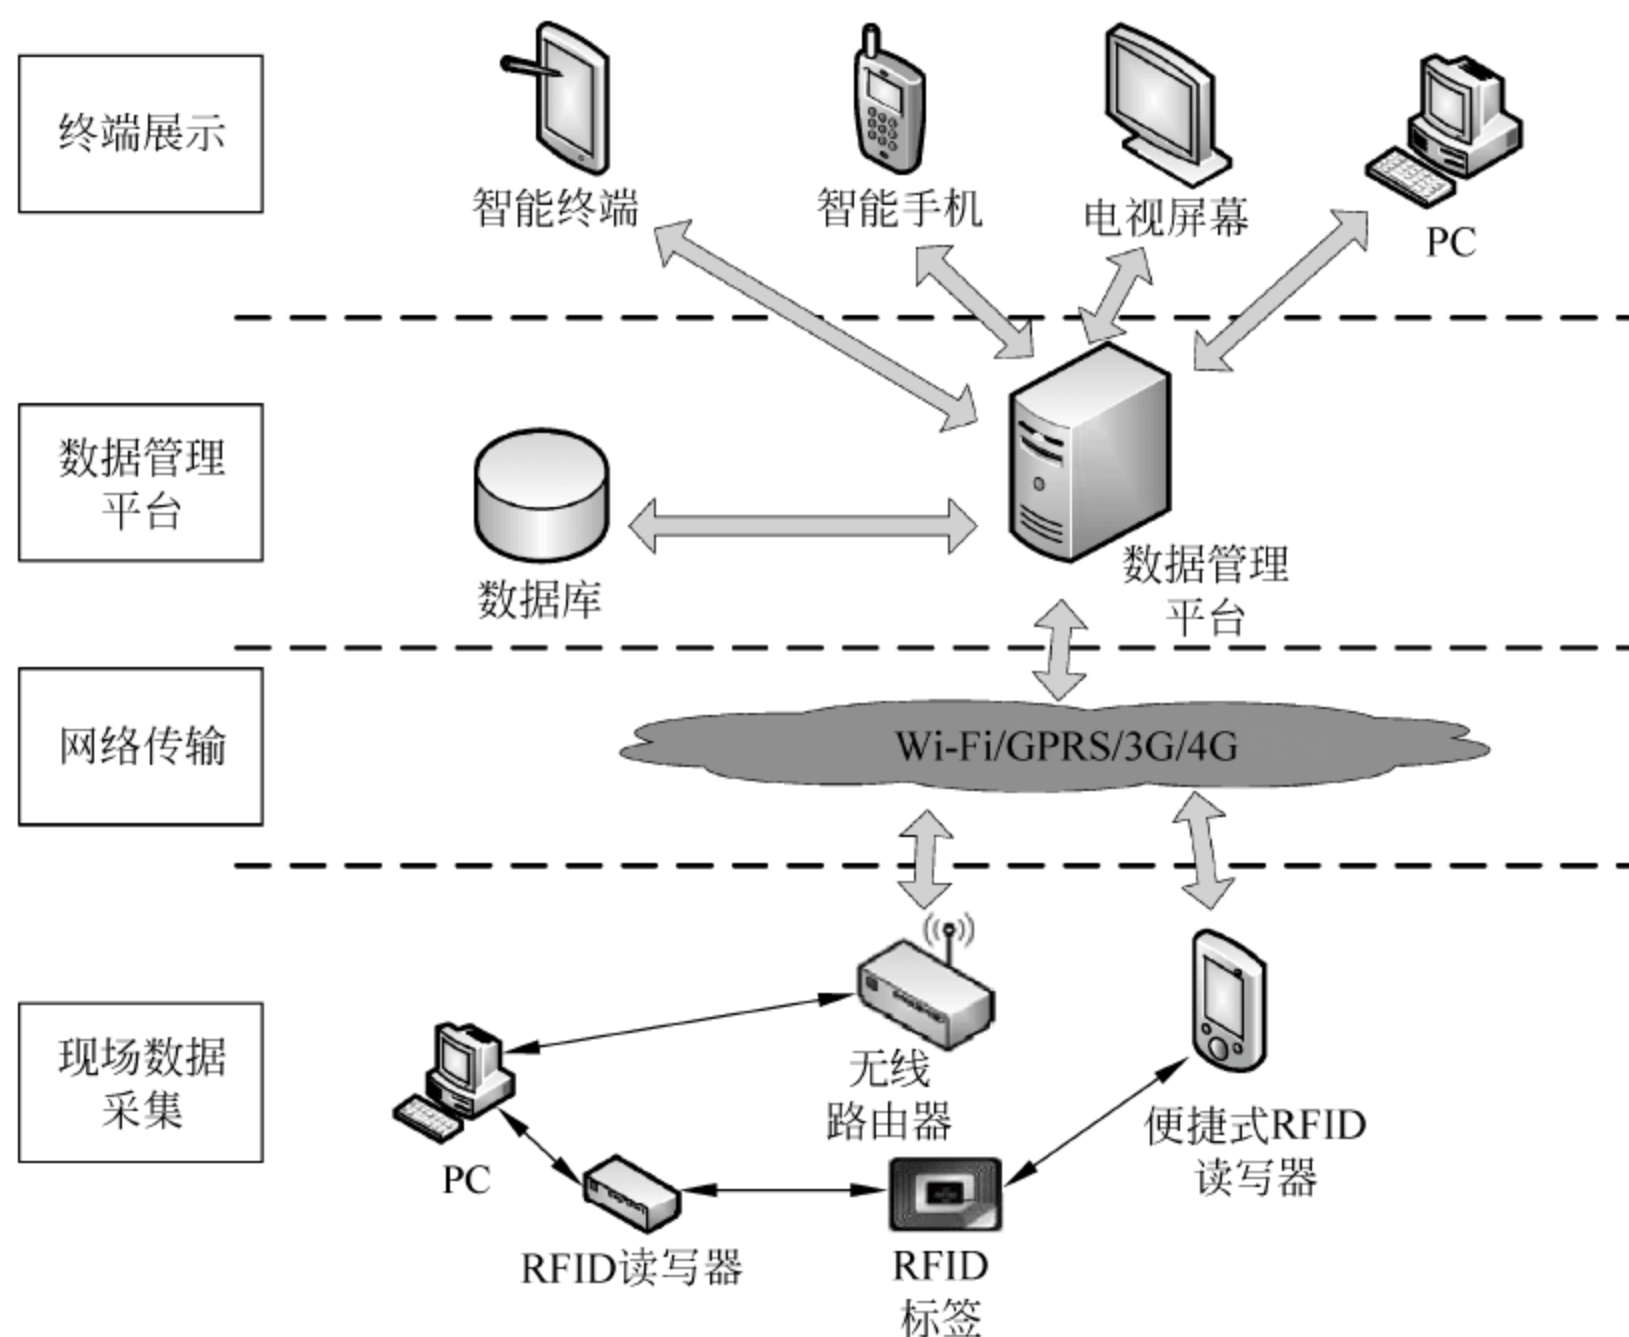 终端展示
智能终端
智能手机
电视屏幕
PC
数据管理
平台
数据库
数据管理
平台
网络传输
Wi-Fi/GPRS/3G/4G
现场数据
采集
PC
无线
路由器
便捷式RFID
读写器
RFID读写器
RFID
标签